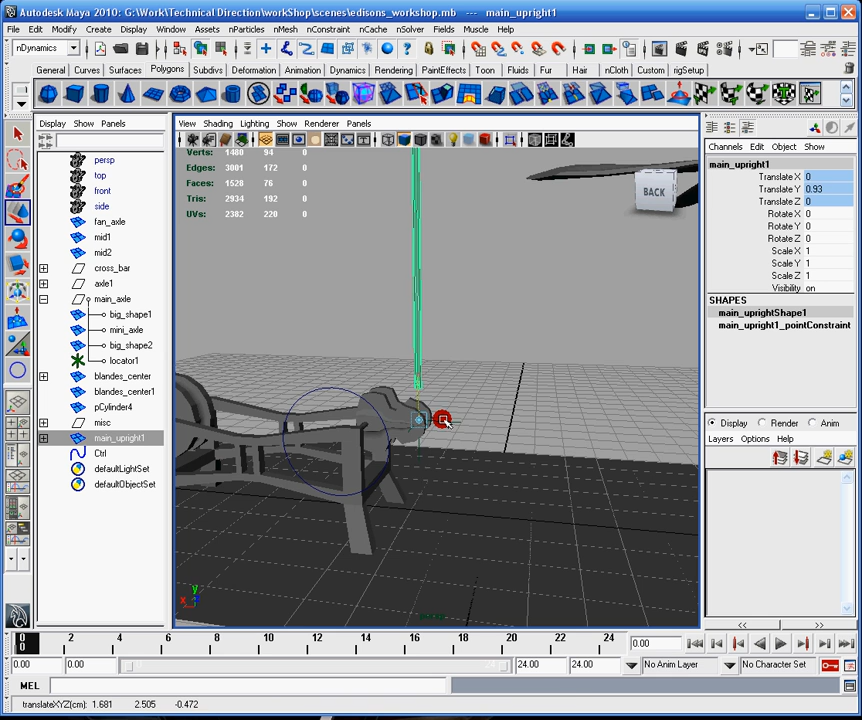 Autodesk Maya 2010: G:\Work\Technical Direction\workShop\scenes\edisons_workshop.mb --- main_upright1
File Edit Modify Create Display Window Assets nParticles nMesh nConstraint nCache nSolver Fields Muscle Help
nDynamics
General Curves Surfaces Polygons Subdivs Deformation Animation Dynamics Rendering PaintEffects Toon Fluids Fur Hair nCloth Custom rigSetup
Display Show Panels
View Shading Lighting Show Renderer Panels
persp
top
front
side
fan_axle
mid1
mid2
cross_bar
axle1
main_axle
big_shape1
mini_axle
big_shape2
locator1
blandes_center
blandes_center1
pCylinder4
misc
main_upright1
Ctrl
defaultLightSet
defaultObjectSet
Verts: 1480 94 0
Edges: 3001 172 0
Faces: 1528 76 0
Tris: 2934 192 0
UVs: 2382 220 0
BACK
y
x
persp
Channels Edit Object Show
main_upright1
Translate X 0
Translate Y 0.93
Translate Z 0
Rotate X 0
Rotate Y 0
Rotate Z 0
Scale X 1
Scale Y 1
Scale Z 1
Visibility on
SHAPES
main_uprightShape1
main_upright1_pointConstraint
Display Render Anim
Layers Options Help
<< >>
0 2 4 6 8 10 12 14 16 18 20 22 24
0 0.00
0.00 0.00 24.00 24.00 24.00 No Anim Layer No Character Set
MEL
translateXYZ(cm): 1.681 2.505 -0.472